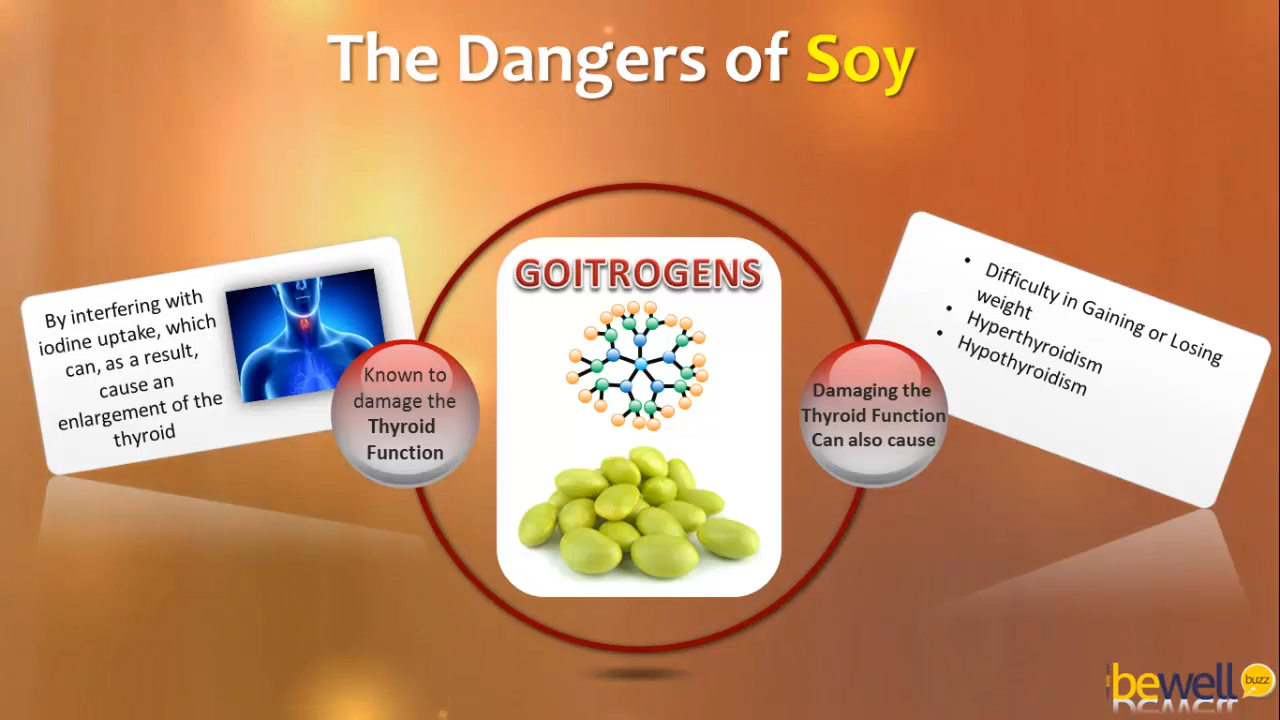 The Dangers of Soy
By interfering with
iodine uptake, which
can, as a result,
cause an
enlargement of the
thyroid
Known to
damage the
Thyroid
Function
GOITROGENS
Damaging the
Thyroid Function
Can also cause
• Difficulty in Gaining or Losing
weight
• Hyperthyroidism
• Hypothyroidism
bewell buzz